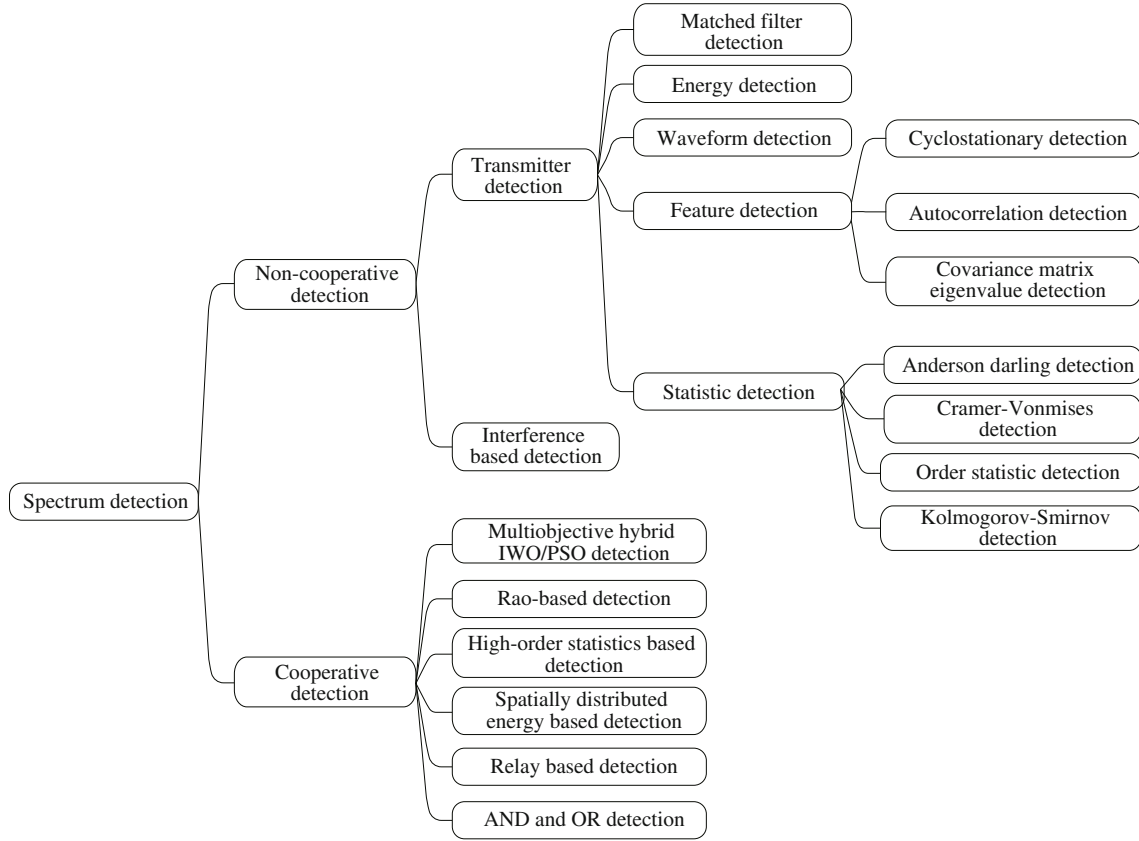 Matched filter
detection
Energy detection
Waveform detection
Cyclostationary detection
Transmitter
detection
Feature detection
Autocorrelation detection
Non-cooperative
detection
Covariance matrix
eigenvalue detection
Anderson darling detection
Statistic detection
Cramer-Vonmises
detection
Interference
based detection
Order statistic detection
Spectrum detection
Kolmogorov-Smirnov
detection
Multiobjective hybrid
IWO/PSO detection
Rao-based detection
High-order statistics based
detection
Cooperative
detection
Spatially distributed
energy based detection
Relay based detection
AND and OR detection